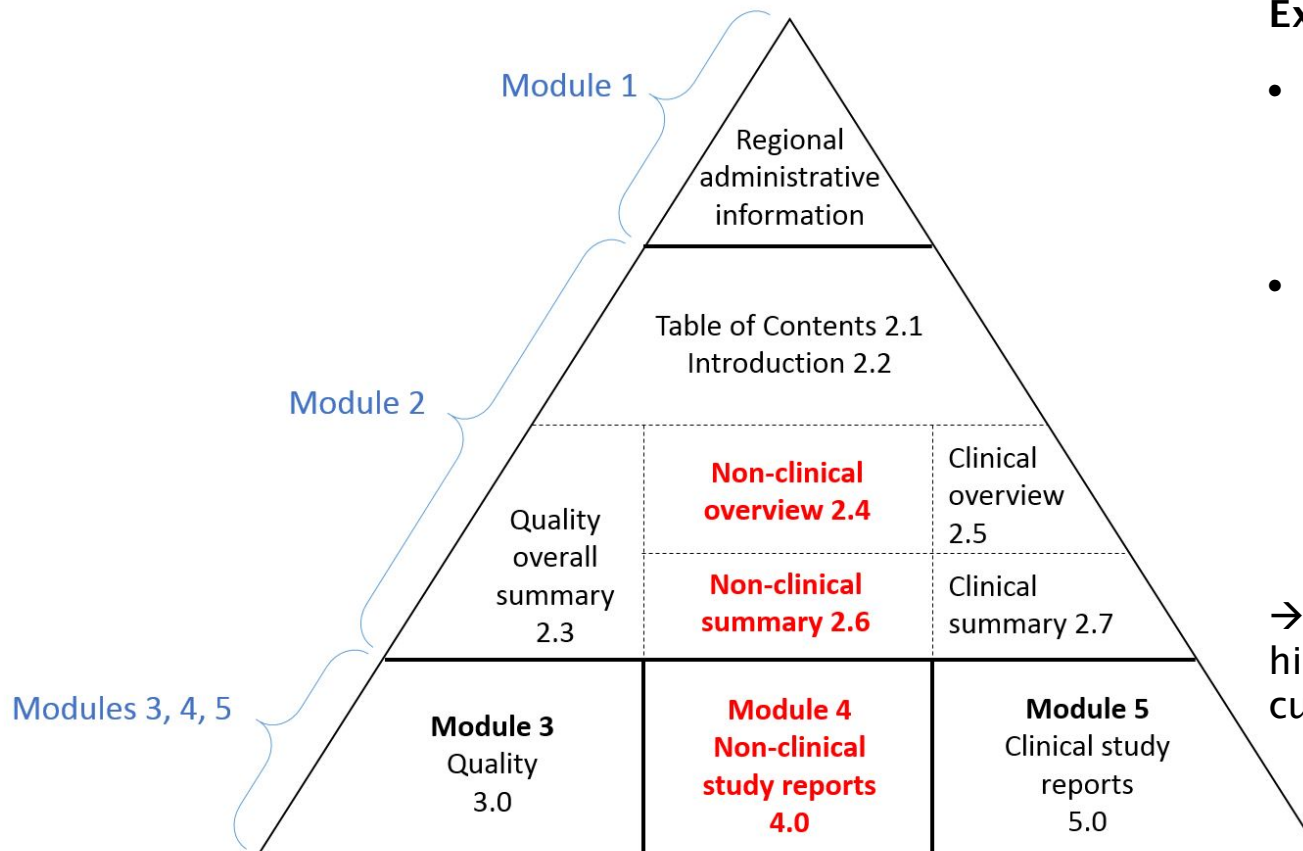 Module 1
Regional
administrative
information
Module 2
Table of Contents 2.1
Introduction 2.2
Quality
overall
summary
2.3
Non-clinical
overview 2.4
Clinical
overview
2.5
Non-clinical
summary 2.6
Clinical
summary 2.7
Modules 3, 4, 5
Module 3
Quality
3.0
Module 4
Non-clinical
study reports
4.0
Module 5
Clinical study
reports
5.0
Ex
•
•
→
hi
cu